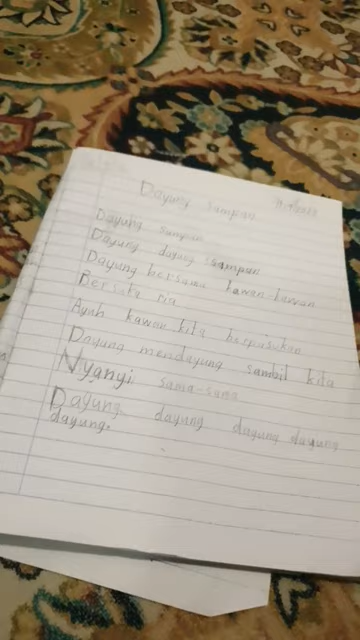 Dayung sampan
Dayung sampan
Dayung dayung sampan
Dayung bersama kawan-kawan
Bersuka ria
Ayuh kawan kita berpasukan
Dayung mendayung sambil kita
Nyanyi sama-sama
Dayung dayung dayung dayung
dayung.